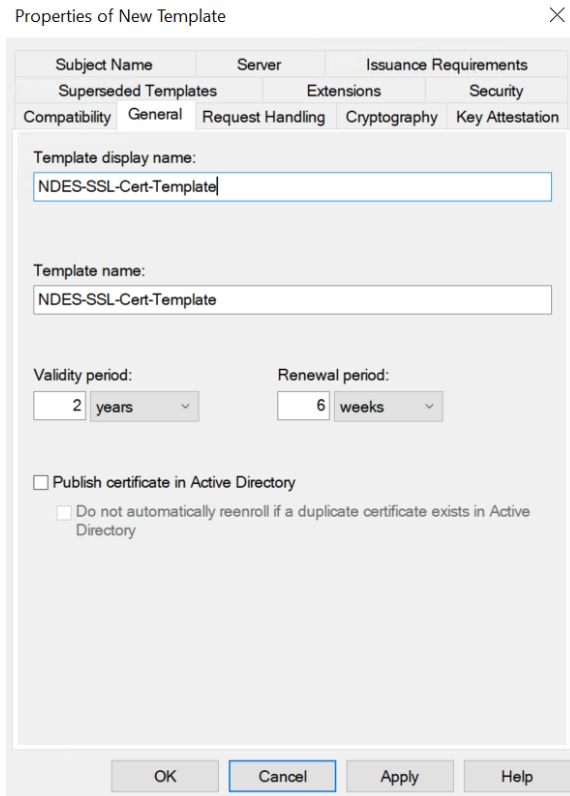 Properties of New Template
Subject Name Server Issuance Requirements
Superseded Templates Extensions Security
Compatibility General Request Handling Cryptography Key Attestation
Template display name:
NDES-SSL-Cert-Template
Template name:
NDES-SSL-Cert-Template
Validity period: Renewal period:
2 years 6 weeks
Publish certificate in Active Directory
Do not automatically reenroll if a duplicate certificate exists in Active
Directory
OK Cancel Apply Help